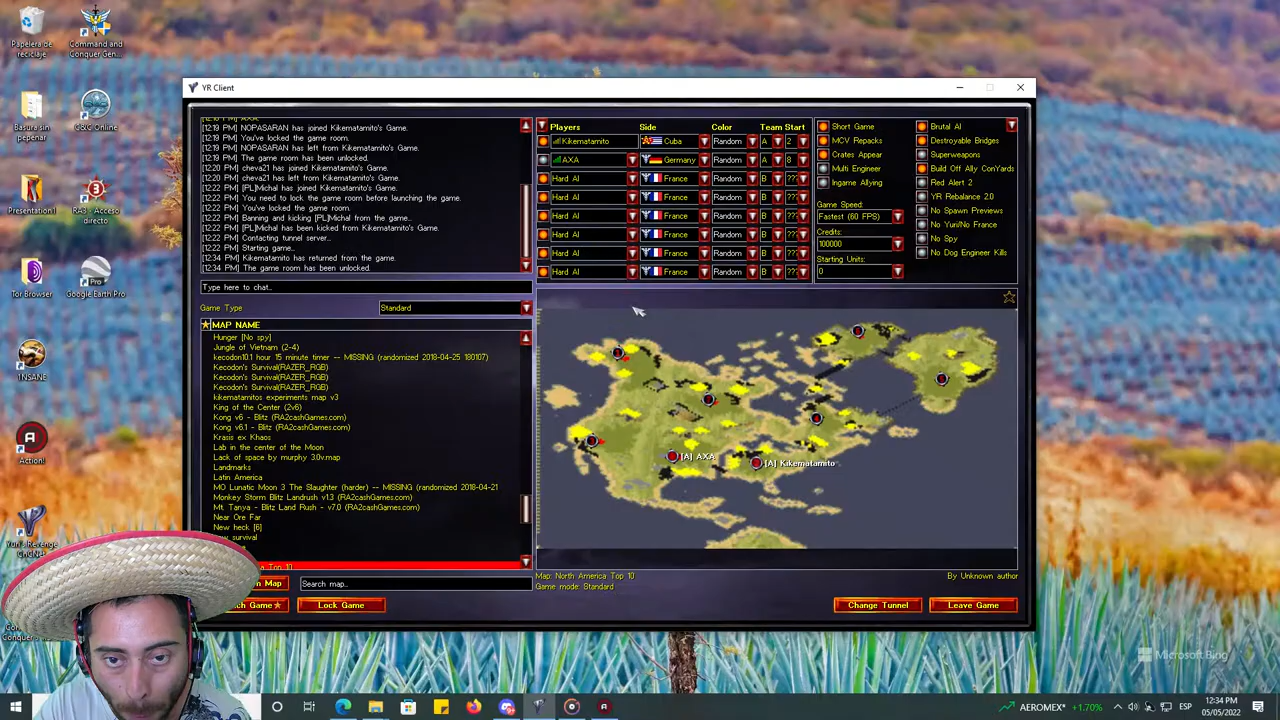 Papelera de
reciclaje
Command and
Conquer Gen...
Basura sin
pepenar
C&C Online
Presentation1
RA3 - Acceso
directo
Tor Browser
Pro
Google Earth Pro
1NSANE
Action!
Yuri's Revenge
CnCNet
YR Client
[12:19 PM] NOPASARAN has joined Kikematamito's Game.
[12:19 PM] You've locked the game room.
[12:19 PM] NOPASARAN has left from Kikematamito's Game.
[12:19 PM] The game room has been unlocked.
[12:20 PM] cheva21 has joined Kikematamito's Game.
[12:20 PM] cheva21 has left from Kikematamito's Game.
[12:22 PM] [PL]Michal has joined Kikematamito's Game.
[12:22 PM] You need to lock the game room before launching the game.
[12:22 PM] You've locked the game room.
[12:22 PM] Banning and kicking [PL]Michal from the game...
[12:22 PM] [PL]Michal has been kicked from Kikematamito's Game.
[12:22 PM] Contacting tunnel server...
[12:22 PM] Starting game...
[12:34 PM] Kikematamito has returned from the game.
[12:34 PM] The game room has been unlocked.
Type here to chat..
Game Type
Standard
MAP NAME
Hunger [No spy]
Jungle of Vietnam (2-4)
kecodon10.1 hour 15 minute timer -- MISSING (randomized 2018-04-25 180107)
Kecodon's Survival(RAZER_RGB)
Kecodon's Survival(RAZER_RGB)
Kecodon's Survival(RAZER_RGB)
kikematamitos experiments map v3
King of the Center (2v6)
Kong v6 - Blitz (RA2cashGames.com)
Kong v6.1 - Blitz (RA2cashGames.com)
Krasis ex Khaos
Lab in the center of the Moon
Lack of space by murphy 3.0v.map
Landmarks
Latin America
MO Lunatic Moon 3 The Slaughter (harder) -- MISSING (randomized 2018-04-21
Monkey Storm Blitz Landrush v1.3 (RA2cashGames.com)
Mt. Tanya - Blitz Land Rush - v7.0 (RA2cashGames.com)
Near Ore Far
New heck [6]
survival
Top 10
Map
Search map..
Game
Lock Game
Players Side Color Team Start
Kikematamito Cuba Random A 2
AXA Germany Random A 8
Hard AI France Random B ???
Hard AI France Random B ???
Hard AI France Random B ???
Hard AI France Random B ???
Hard AI France Random B ???
Hard AI France Random B ???
Short Game
MCV Repacks
Crates Appear
Multi Engineer
Ingame Allying
Game Speed:
Fastest (60 FPS)
Credits:
100000
Starting Units:
0
Brutal AI
Destroyable Bridges
Superweapons
Build Off Ally ConYards
Red Alert 2
YR Rebalance 2.0
No Spawn Previews
No Yuri/No France
No Spy
No Dog Engineer Kills
[A] AXA
[A] Kikematamito
Map: North America Top 10
By Unknown author
Game mode: Standard
Change Tunnel
Leave Game
Microsoft Bing
AEROMEX* +1.70%
ESP
12:34 PM
05/05/2022